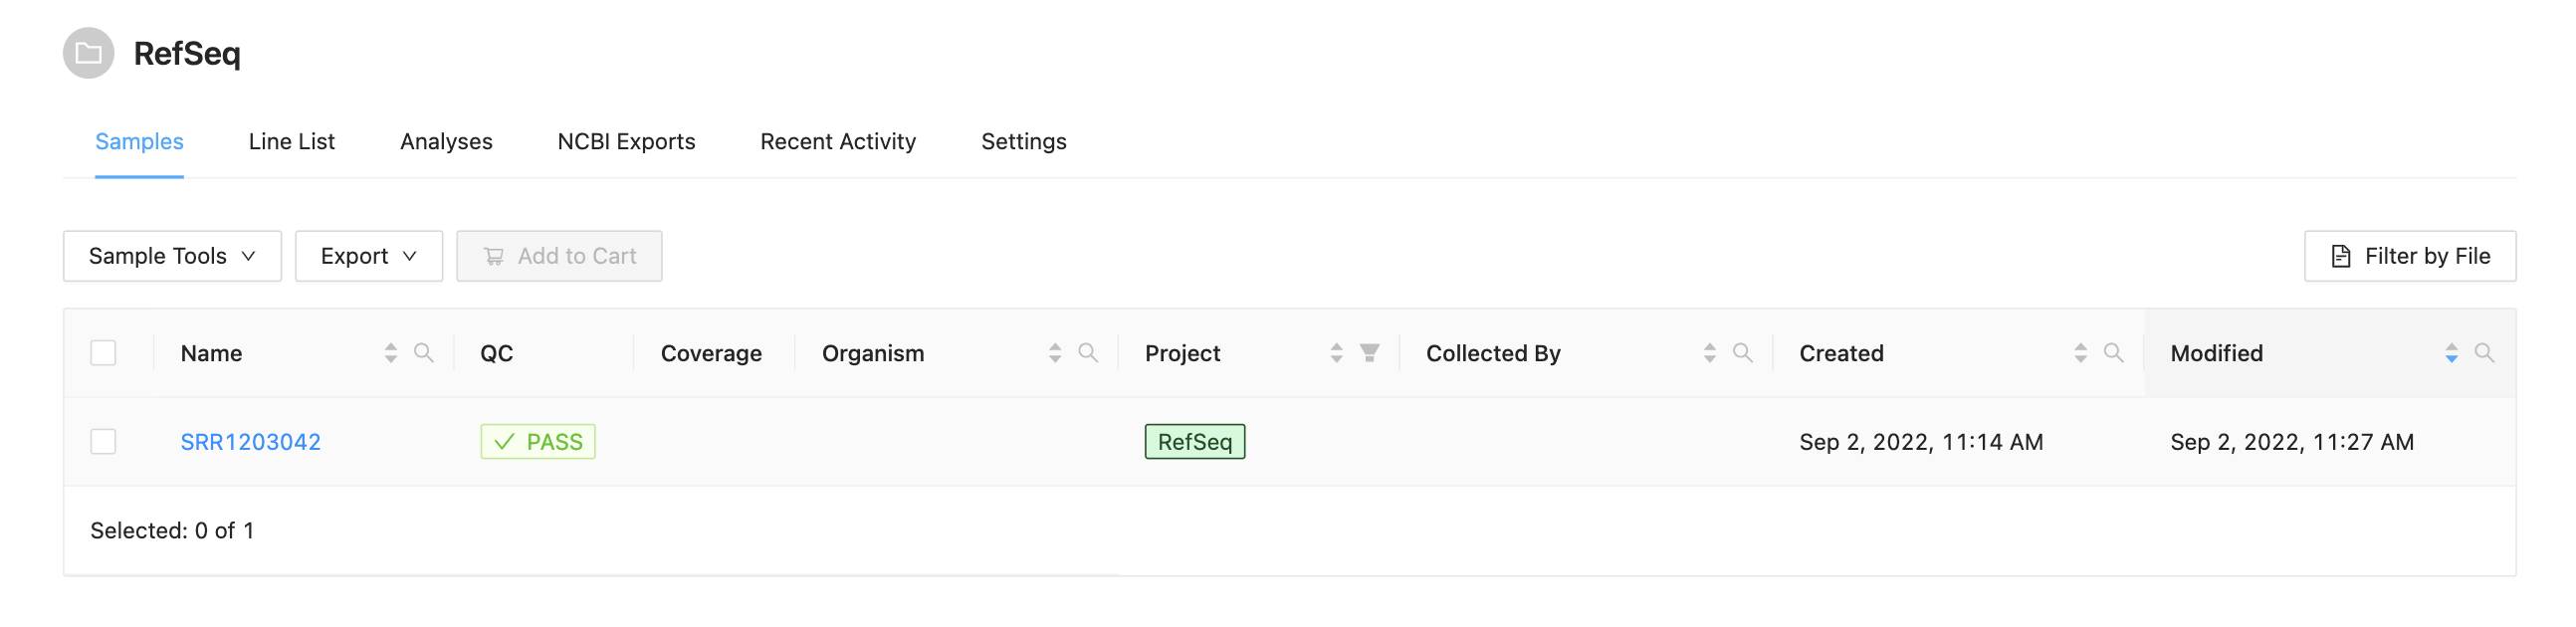 RefSeq
Samples Line List Analyses NCBI Exports Recent Activity Settings
Sample Tools Export Add to Cart Filter by File
Name QC Coverage Organism Project Collected By Created Modified
SRR1203042 PASS RefSeq Sep 2, 2022, 11:14 AM Sep 2, 2022, 11:27 AM
Selected: 0 of 1